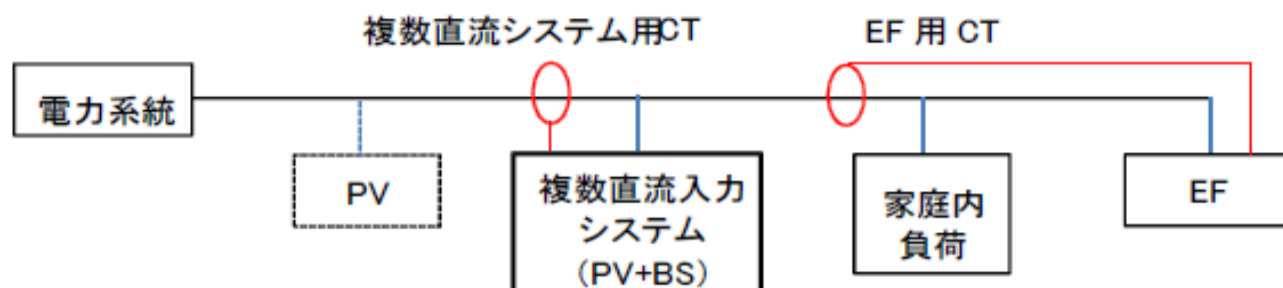 複数直流システム用CT
EF 用 CT
電力系統
PV
複数直流入力
システム
(PV+BS)
家庭内
負荷
EF